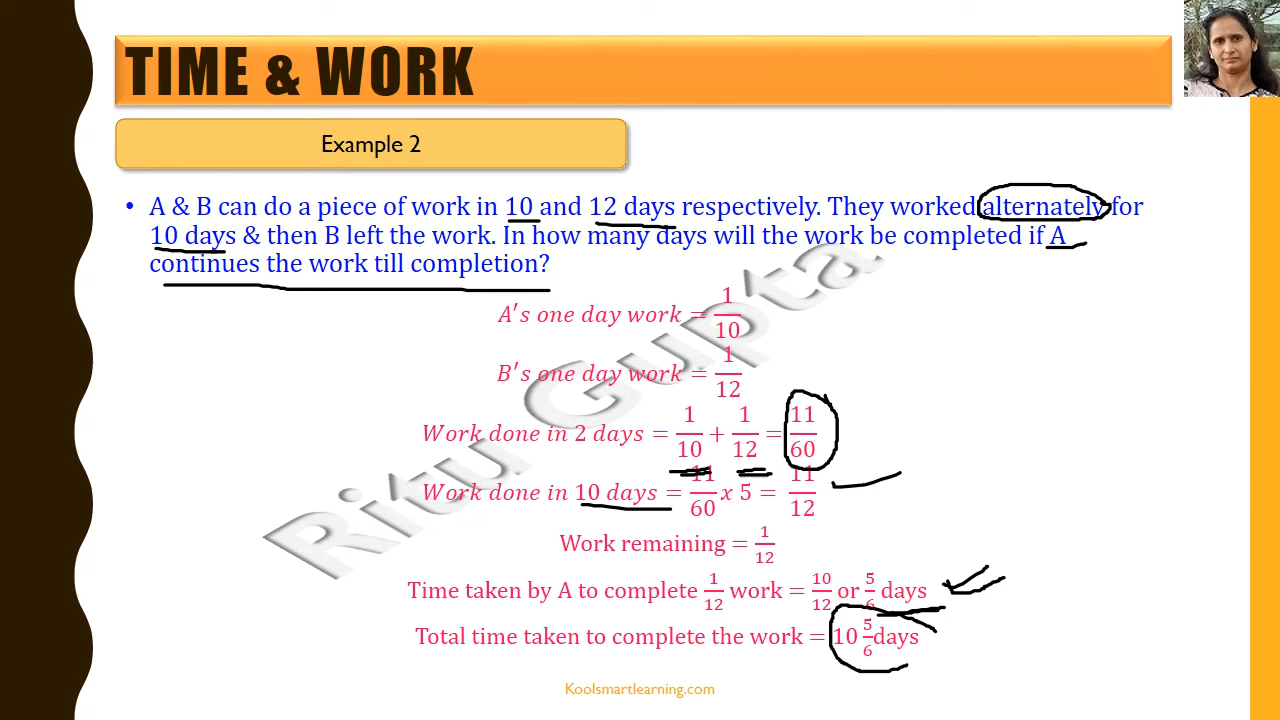 TIME & WORK
Example 2
• A & B can do a piece of work in 10 and 12 days respectively. They worked alternately for
10 days & then B left the work. In how many days will the work be completed if A
continues the work till completion?
A′s one day work = 1/10
B′s one day work = 1/12
Work done in 2 days = 1/10 + 1/12 = 11/60
Work done in 10 days = 11/60 x 5 = 11/12
Work remaining = 1/12
Time taken by A to complete 1/12 work = 10/12 or 5/6 days
Total time taken to complete the work = 10 5/6 days
Ritu Gupta
Koolsmartlearning.com